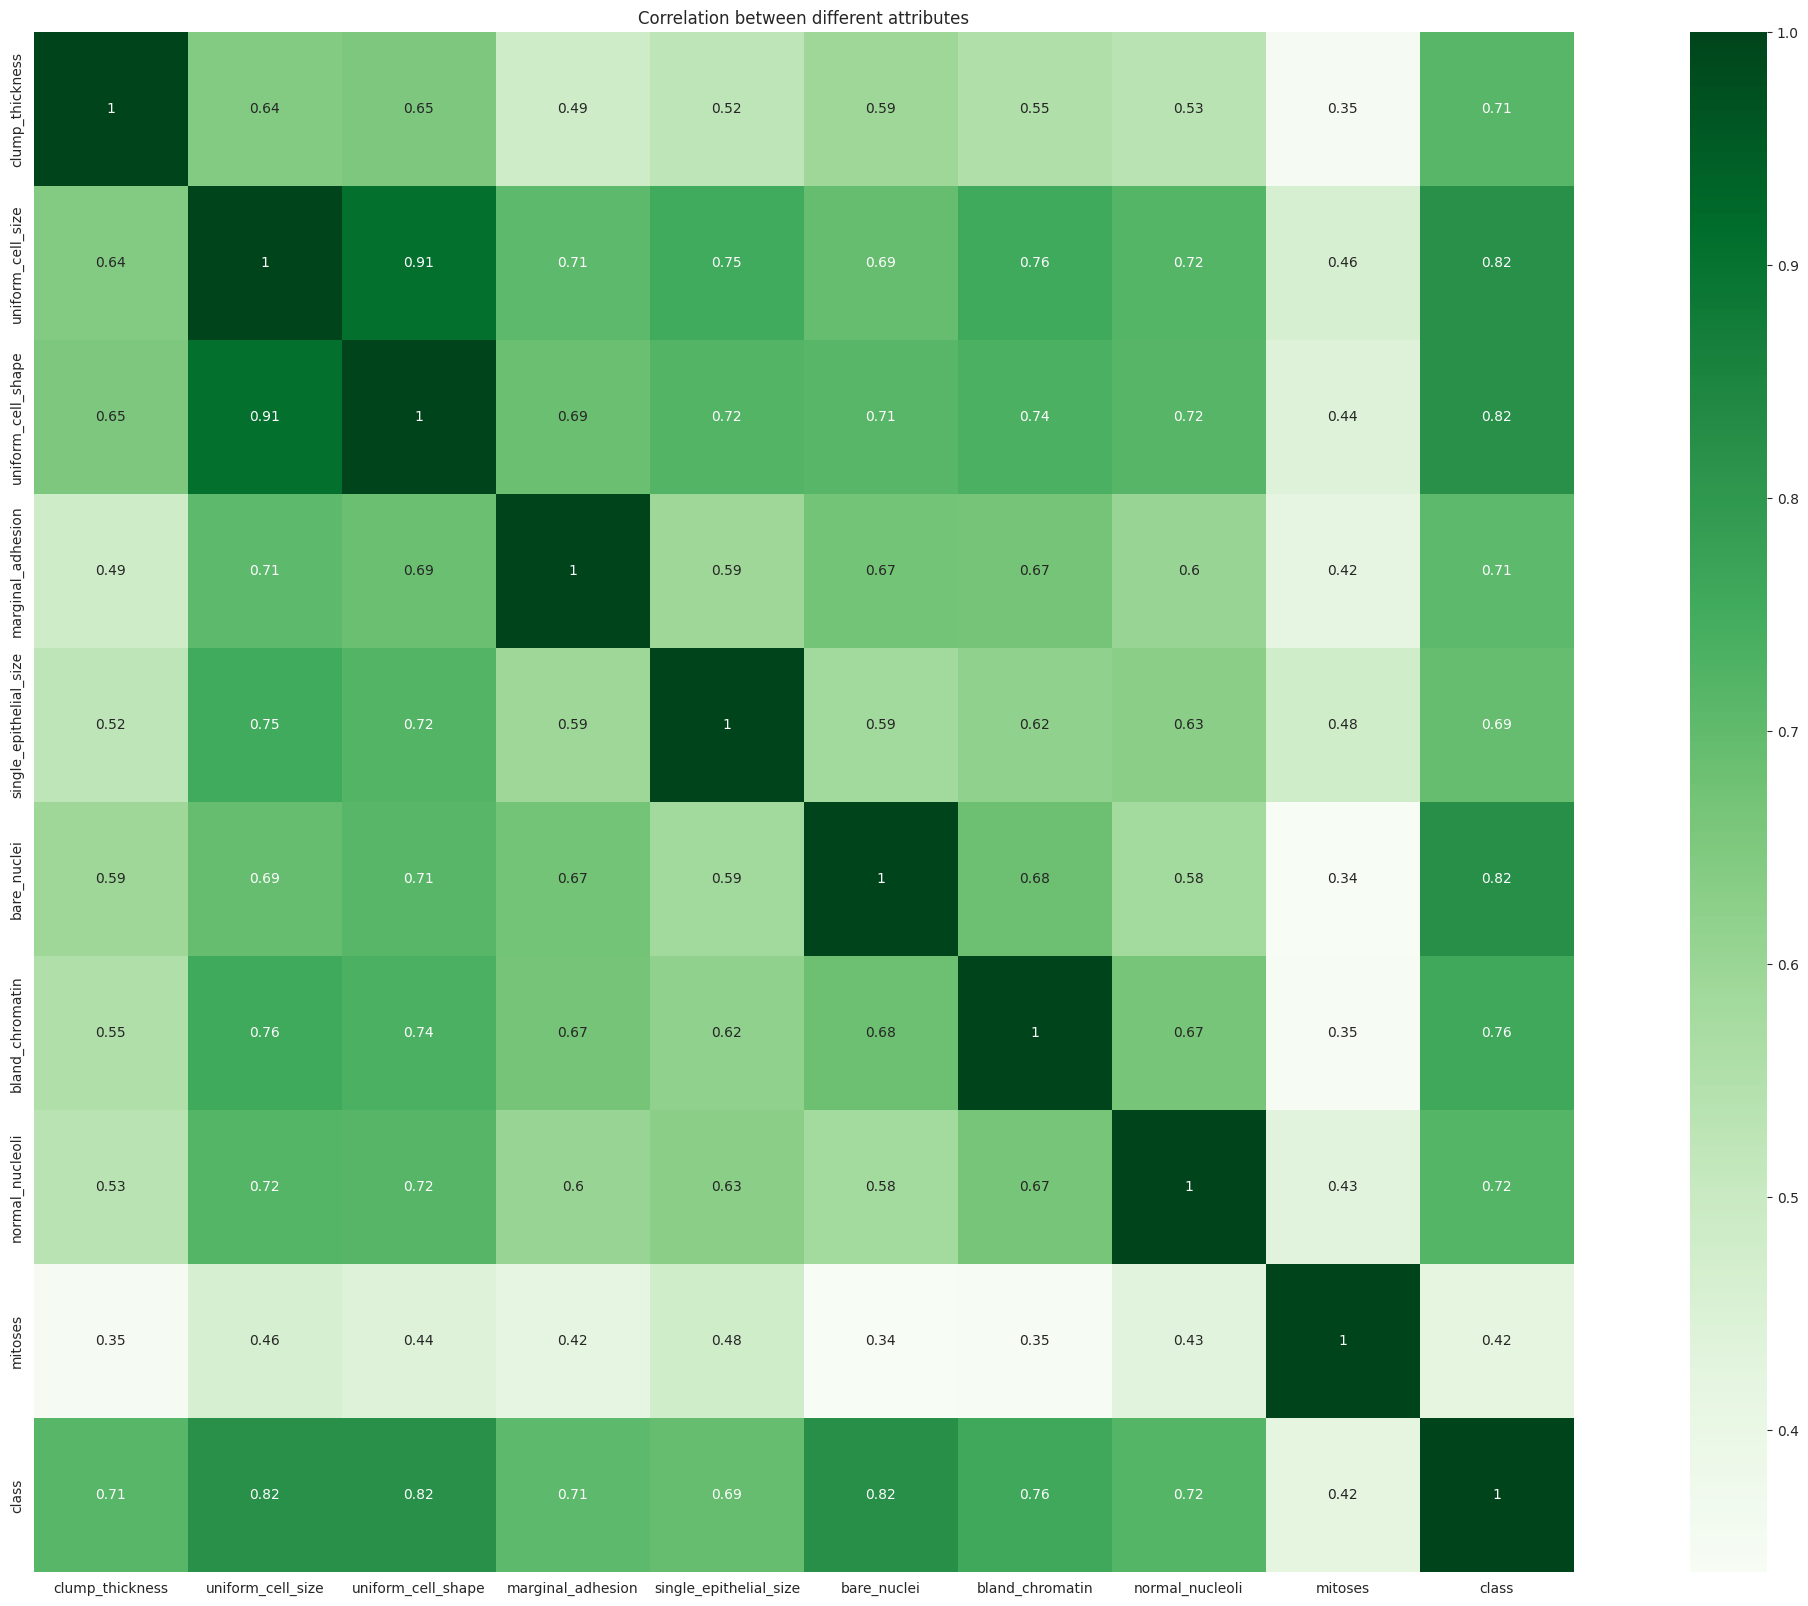 Correlation between different attributes
clump_thickness 1 0.64 0.65 0.49 0.52 0.59 0.55 0.53 0.35 0.71
uniform_cell_size 0.64 1 0.91 0.71 0.75 0.69 0.76 0.72 0.46 0.82
uniform_cell_shape 0.65 0.91 1 0.69 0.72 0.71 0.74 0.72 0.44 0.82
marginal_adhesion 0.49 0.71 0.69 1 0.59 0.67 0.67 0.6 0.42 0.71
single_epithelial_size 0.52 0.75 0.72 0.59 1 0.59 0.62 0.63 0.48 0.69
bare_nuclei 0.59 0.69 0.71 0.67 0.59 1 0.68 0.58 0.34 0.82
bland_chromatin 0.55 0.76 0.74 0.67 0.62 0.68 1 0.67 0.35 0.76
normal_nucleoli 0.53 0.72 0.72 0.6 0.63 0.58 0.67 1 0.43 0.72
mitoses 0.35 0.46 0.44 0.42 0.48 0.34 0.35 0.43 1 0.42
class 0.71 0.82 0.82 0.71 0.69 0.82 0.76 0.72 0.42 1
clump_thickness uniform_cell_size uniform_cell_shape marginal_adhesion single_epithelial_size bare_nuclei bland_chromatin normal_nucleoli mitoses class
1.0
0.9
0.8
0.7
0.6
0.5
0.4